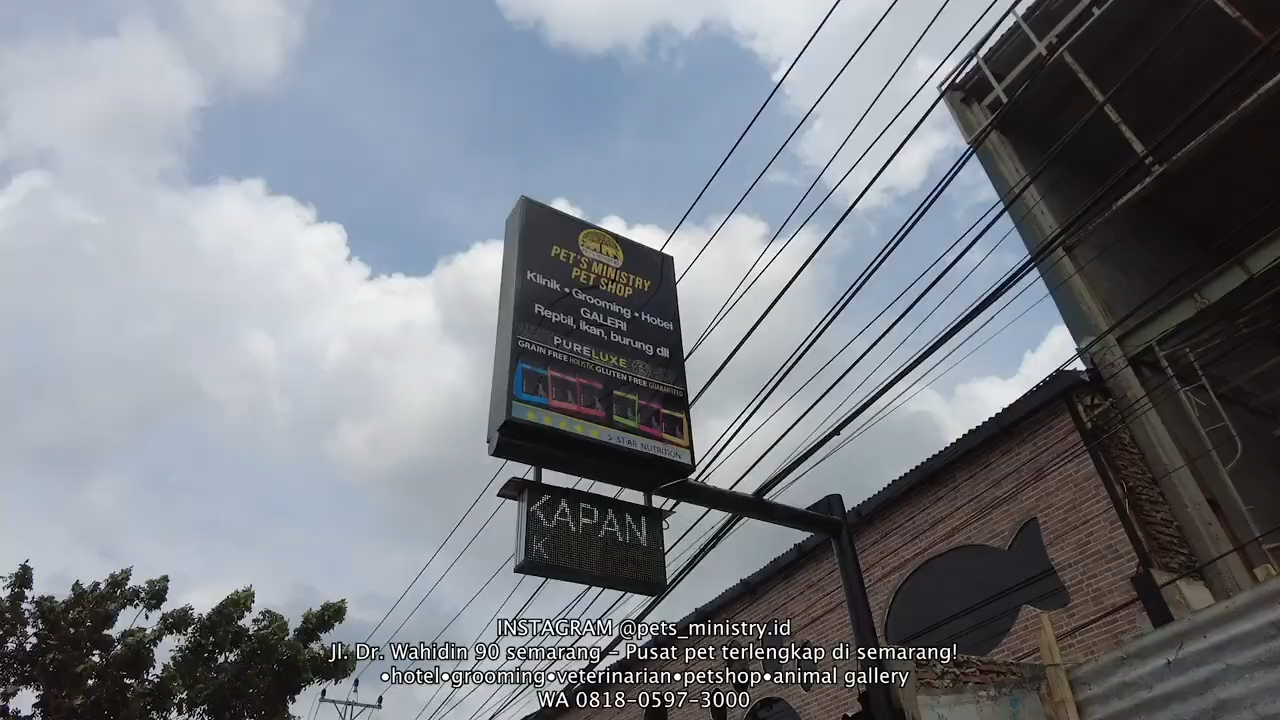 PET'S MINISTRY
PET SHOP
Klinik • Grooming • Hotel
GALERI
Reptil, ikan, burung dll
PURELUXE
GRAIN FREE HOLISTIC GLUTEN FREE GUARANTEED
5 STAR NUTRITION
KAPAN
K
INSTAGRAM @pets_ministry.id
Jl. Dr. Wahidin 90 semarang - Pusat pet terlengkap di semarang!
•hotel•grooming•veterinarian•petshop•animal gallery
WA 0818-0597-3000